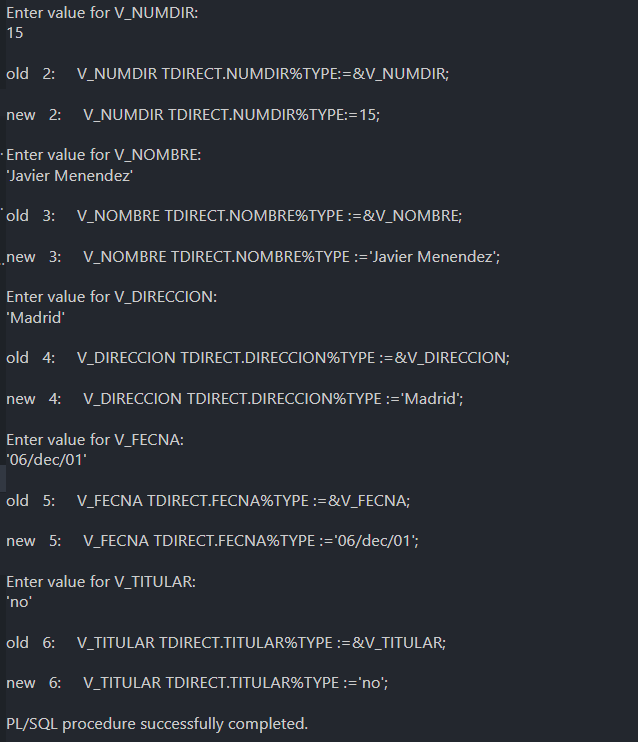 Enter value for V_NUMDIR:
15
old 2: V_NUMDIR TDIRECT.NUMDIR%TYPE:=&V_NUMDIR;
new 2: V_NUMDIR TDIRECT.NUMDIR%TYPE:=15;
Enter value for V_NOMBRE:
'Javier Menendez'
old 3: V_NOMBRE TDIRECT.NOMBRE%TYPE :=&V_NOMBRE;
new 3: V_NOMBRE TDIRECT.NOMBRE%TYPE :='Javier Menendez';
Enter value for V_DIRECCION:
'Madrid'
old 4: V_DIRECCION TDIRECT.DIRECCION%TYPE :=&V_DIRECCION;
new 4: V_DIRECCION TDIRECT.DIRECCION%TYPE :='Madrid';
Enter value for V_FECNA:
'06/dec/01'
old 5: V_FECNA TDIRECT.FECNA%TYPE :=&V_FECNA;
new 5: V_FECNA TDIRECT.FECNA%TYPE :='06/dec/01';
Enter value for V_TITULAR:
'no'
old 6: V_TITULAR TDIRECT.TITULAR%TYPE :=&V_TITULAR;
new 6: V_TITULAR TDIRECT.TITULAR%TYPE :='no';
PL/SQL procedure successfully completed.